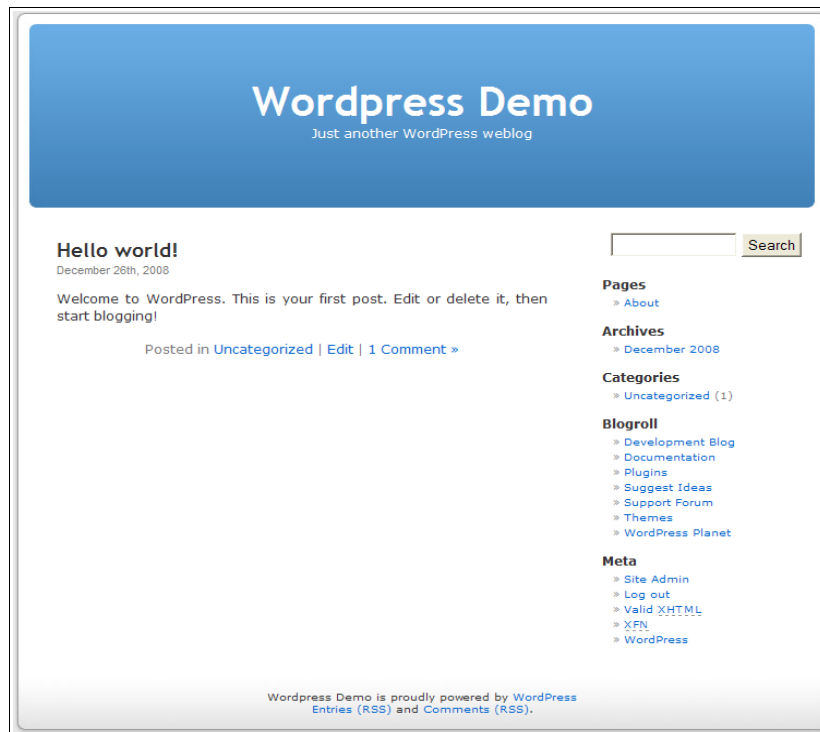 Wordpress Demo
Just another WordPress weblog
Hello world!
December 26th, 2008
Welcome to WordPress. This is your first post. Edit or delete it, then
start blogging!
Posted in Uncategorized | Edit | 1 Comment »
Search
Pages
» About
Archives
» December 2008
Categories
» Uncategorized (1)
Blogroll
» Development Blog
» Documentation
» Plugins
» Suggest Ideas
» Support Forum
» Themes
» WordPress Planet
Meta
» Site Admin
» Log out
» Valid XHTML
» XFN
» WordPress
Wordpress Demo is proudly powered by WordPress
Entries (RSS) and Comments (RSS).